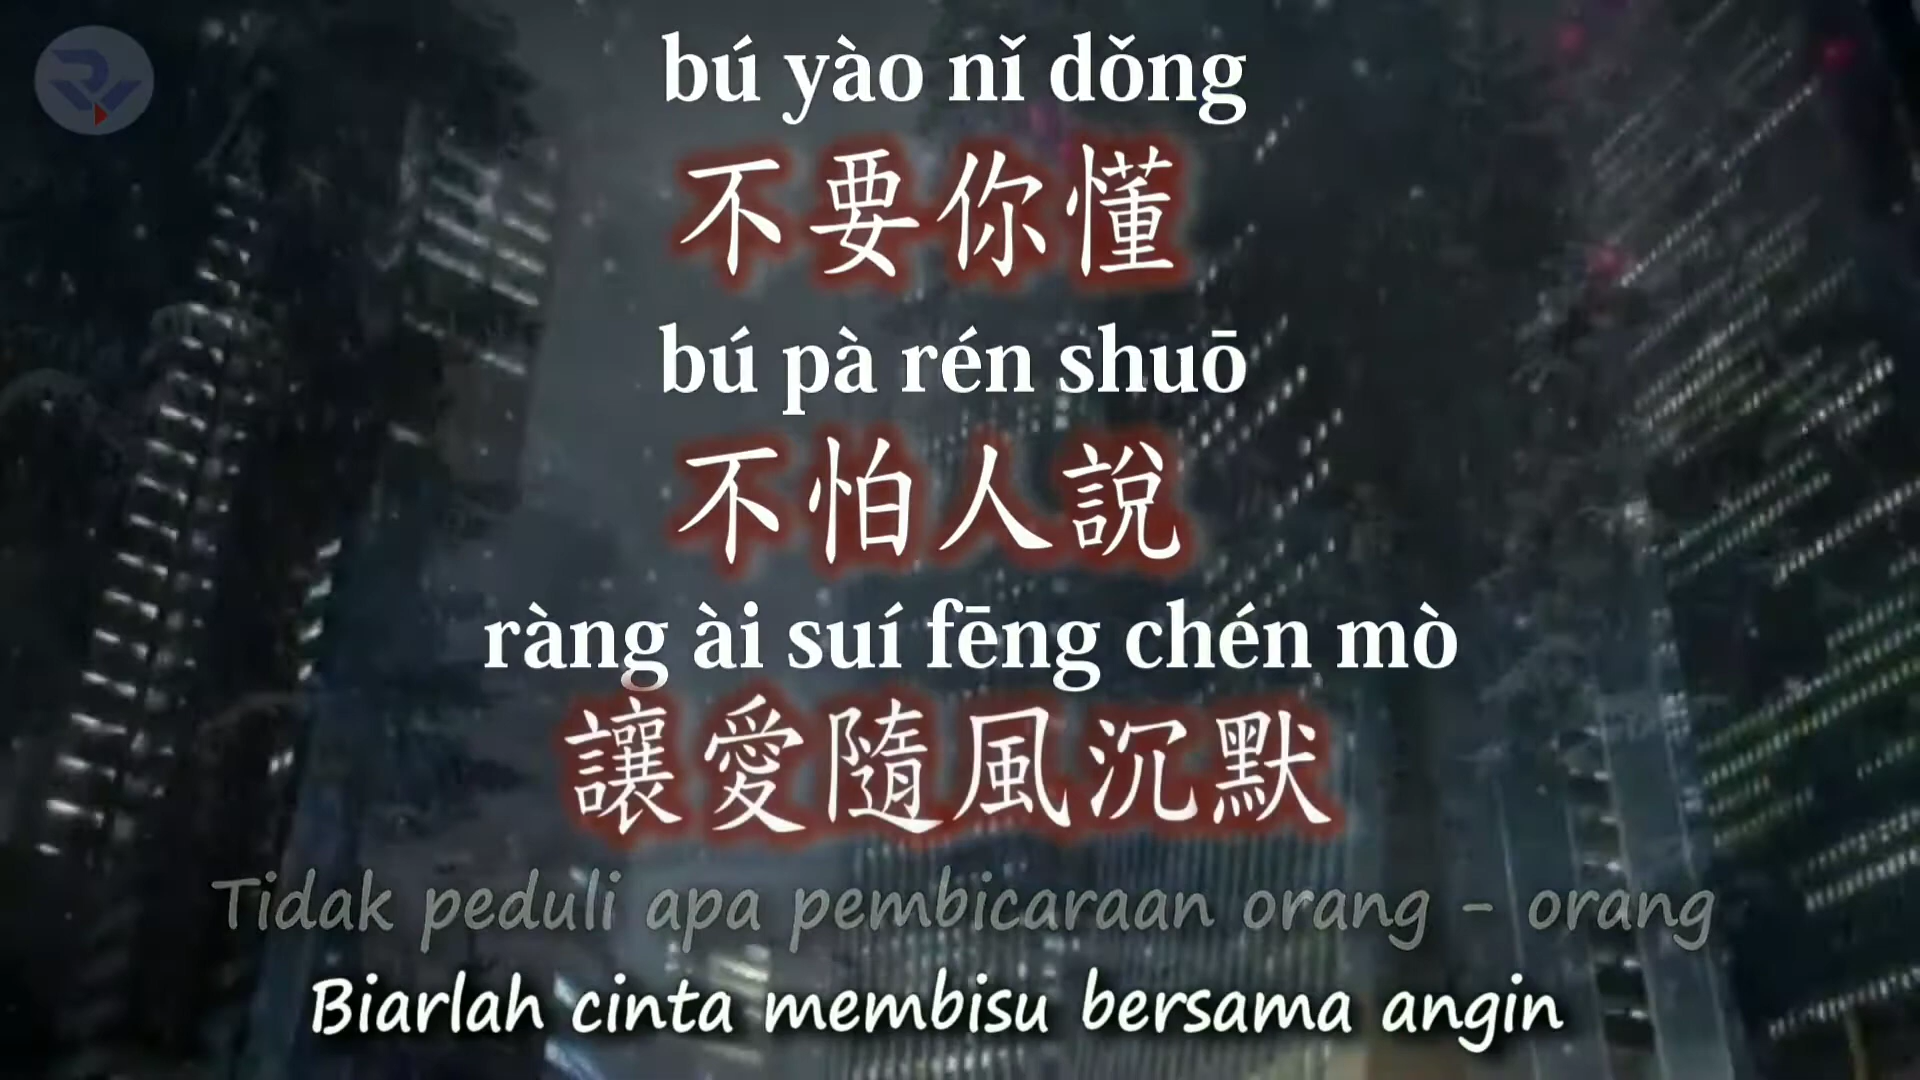 bú yào nǐ dǒng
不要你懂
bú pà rén shuō
不怕人說
ràng ài suí fēng chén mò
讓愛隨風沉默
Tidak peduli apa pembicaraan orang - orang
Biarlah cinta membisu bersama angin